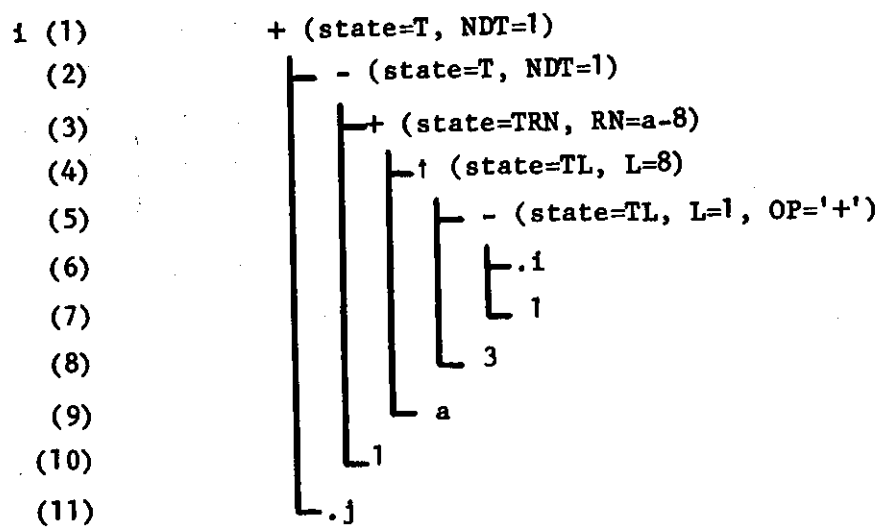 i (1) + (state=T, NDT=1)
(2) - (state=T, NDT=1)
(3) + (state=TRN, RN=a-8)
(4) ↑ (state=TL, L=8)
(5) - (state=TL, L=1, OP='+')
(6) .i
(7) 1
(8) 3
(9) a
(10) 1
(11) .j